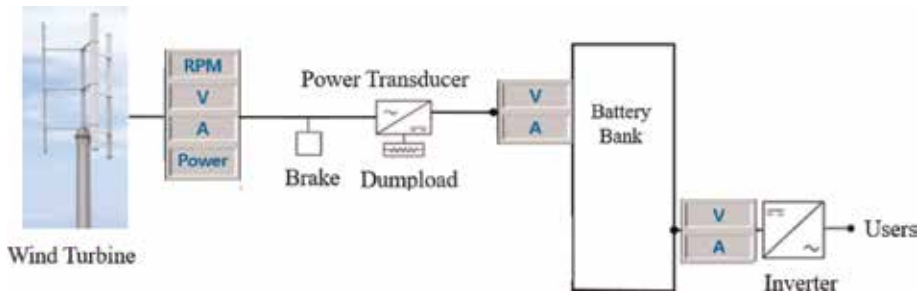 RPM
V
A
Power
Power Transducer
Brake
Dumpload
V
A
Battery
Bank
V
A
Users
Inverter
Wind Turbine